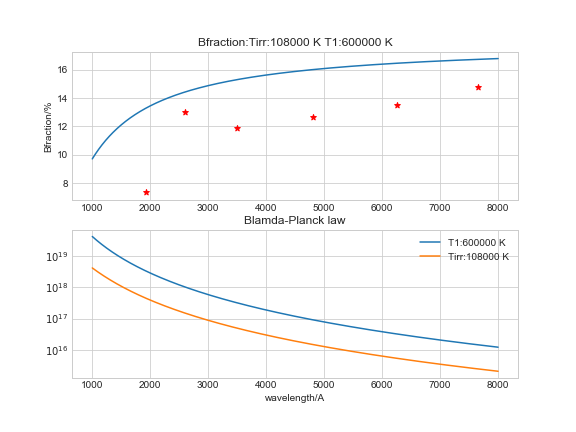 Bfraction:Tirr:108000 K T1:600000 K
Bfraction/%
16
14
12
10
8
1000 2000 3000 4000 5000 6000 7000 8000
Blamda-Planck law
T1:600000 K
Tirr:108000 K
10^19
10^18
10^17
10^16
1000 2000 3000 4000 5000 6000 7000 8000
wavelength/A